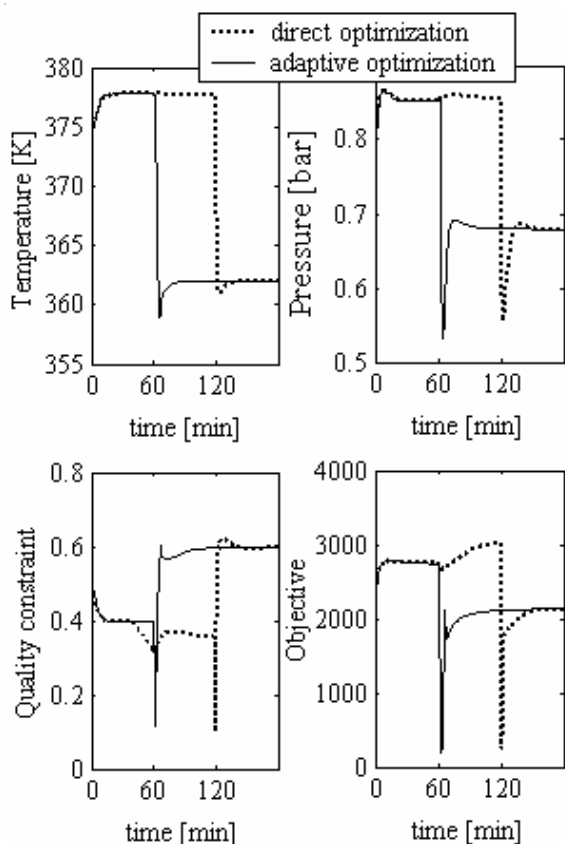 direct optimization
adaptive optimization
380
375
370
365
360
355
Temperature [K]
0 60 120
time [min]
0.8
0.7
0.6
0.5
Pressure [bar]
0 60 120
time [min]
0.8
0.6
0.4
0.2
0
Quality constraint
0 60 120
time [min]
4000
3000
2000
1000
0
Objective
0 60 120
time [min]